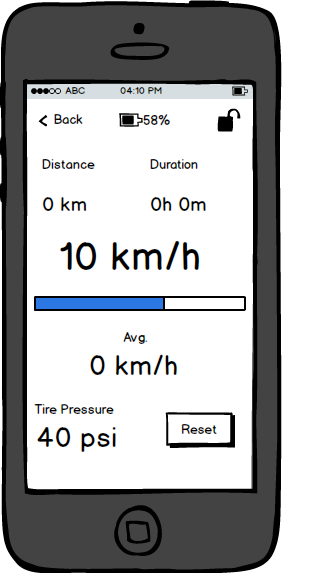 ABC 04:10 PM
Back 58%
Distance Duration
0 km 0h 0m
10 km/h
Avg.
0 km/h
Tire Pressure
40 psi
Reset